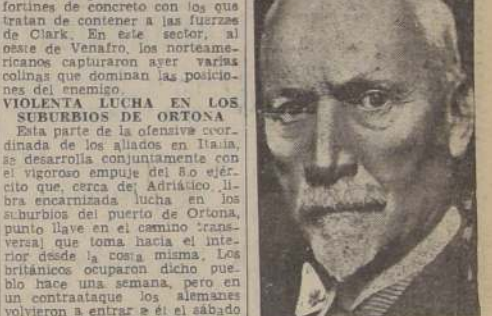 fortines de concreto con los que
tratan de contener a las fuerzas
de Clark. En este sector, al
oeste de Venafro, los norteame-
ricanos capturaron ayer varias
colinas que dominan las posicio-
nes del enemigo.
VIOLENTA LUCHA EN LOS
SUBURBIOS DE ORTONA
Esta parte de la ofensiva coor-
dinada de los aliados en Italia,
se desarrolla conjuntamente con
el vigoroso empuje del 8.o ejér-
cito que, cerca del Adriático, li-
bra encarnizada lucha en los
suburbios del puerto de Ortona,
punto llave en el camino trans-
versal que toma hacia el inte-
rior desde la costa misma. Los
británicos ocuparon dicho pue-
blo hace una semana, pero en
un contraataque los alemanes
volvieron a entrar a él el sábado